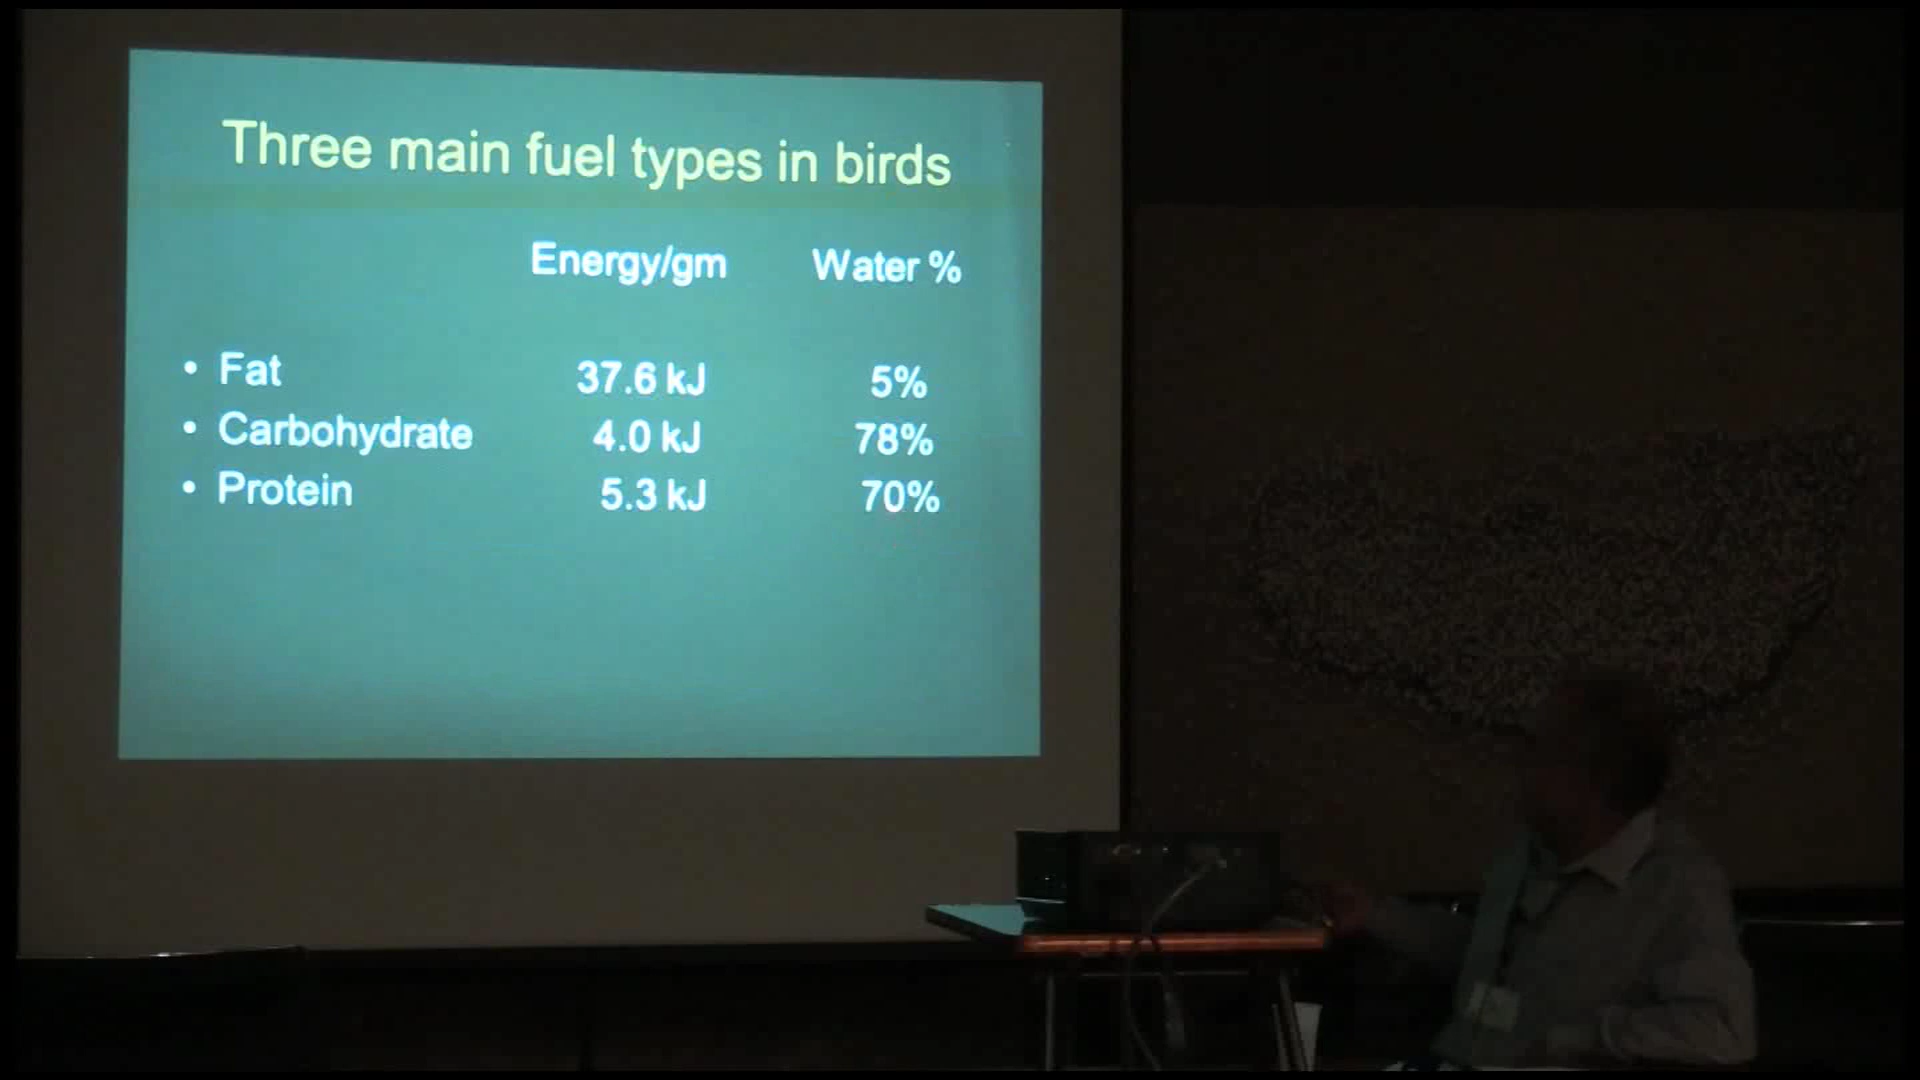 Three main fuel types in birds
Energy/gm Water %
• Fat 37.6 kJ 5%
• Carbohydrate 4.0 kJ 78%
• Protein 5.3 kJ 70%